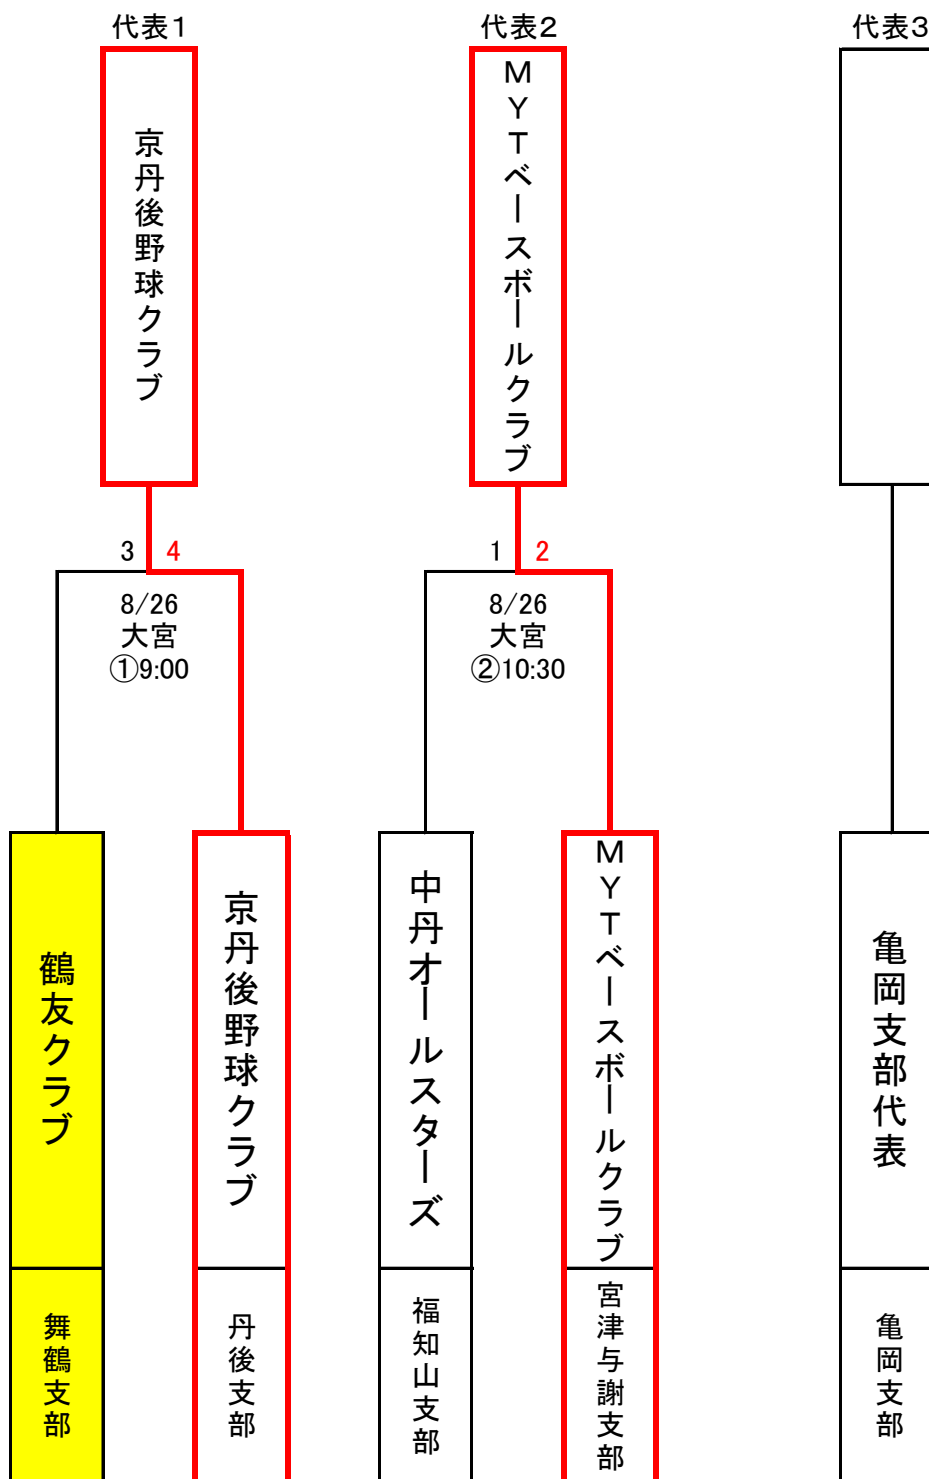 代表1
代表2
代表3
京丹後野球クラブ
MYTベースボールクラブ
3 4
8/26
大宮
①9:00
1 2
8/26
大宮
②10:30
鶴友クラブ
京丹後野球クラブ
中丹オールスターズ
MYTベースボールクラブ
亀岡支部代表
舞鶴支部
丹後支部
福知山支部
宮津与謝支部
亀岡支部